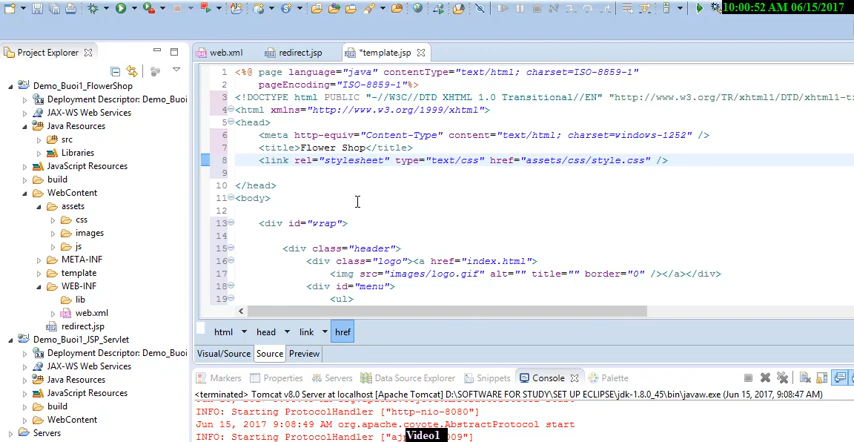 10:00:52 AM 06/15/2017
Project Explorer
web.xml
redirect.jsp
*template.jsp
Demo_Buoi1_FlowerShop
Deployment Descriptor: Demo_Buoi
JAX-WS Web Services
Java Resources
src
Libraries
JavaScript Resources
build
WebContent
assets
css
images
js
META-INF
template
WEB-INF
lib
web.xml
redirect.jsp
Demo_Buoi1_JSP_Servlet
Deployment Descriptor: Demo_Buoi
JAX-WS Web Services
Java Resources
JavaScript Resources
build
WebContent
Servers
1 <%@ page language="java" contentType="text/html; charset=ISO-8859-1"
2 pageEncoding="ISO-8859-1"%>
3 <!DOCTYPE html PUBLIC "-//W3C//DTD XHTML 1.0 Transitional//EN" "http://www.w3.org/TR/xhtml1/DTD/xhtml1-t
4 <html xmlns="http://www.w3.org/1999/xhtml">
5 <head>
6 <meta http-equiv="Content-Type" content="text/html; charset=windows-1252" />
7 <title>Flower Shop</title>
8 <link rel="stylesheet" type="text/css" href="assets/css/style.css" />
9
10 </head>
11 <body>
12
13 <div id="wrap">
14
15 <div class="header">
16 <div class="logo"><a href="index.html">
17 <img src="images/logo.gif" alt="" title="" border="0" /></a></div>
18 <div id="menu">
19 <ul>
html head link href
Visual/Source Source Preview
Markers Properties Servers Data Source Explorer Snippets Console Palette
<terminated> Tomcat v8.0 Server at localhost [Apache Tomcat] D:\SOFTWARE FOR STUDY\SET UP ECLIPSE\jdk-1.8.0_45\bin\javaw.exe (Jun 15, 2017, 9:08:47 AM)
INFO: Starting ProtocolHandler ["http-nio-8080"]
Jun 15, 2017 9:08:49 AM org.apache.coyote.AbstractProtocol start
INFO: Starting ProtocolHandler ["aj 009"]
Video1